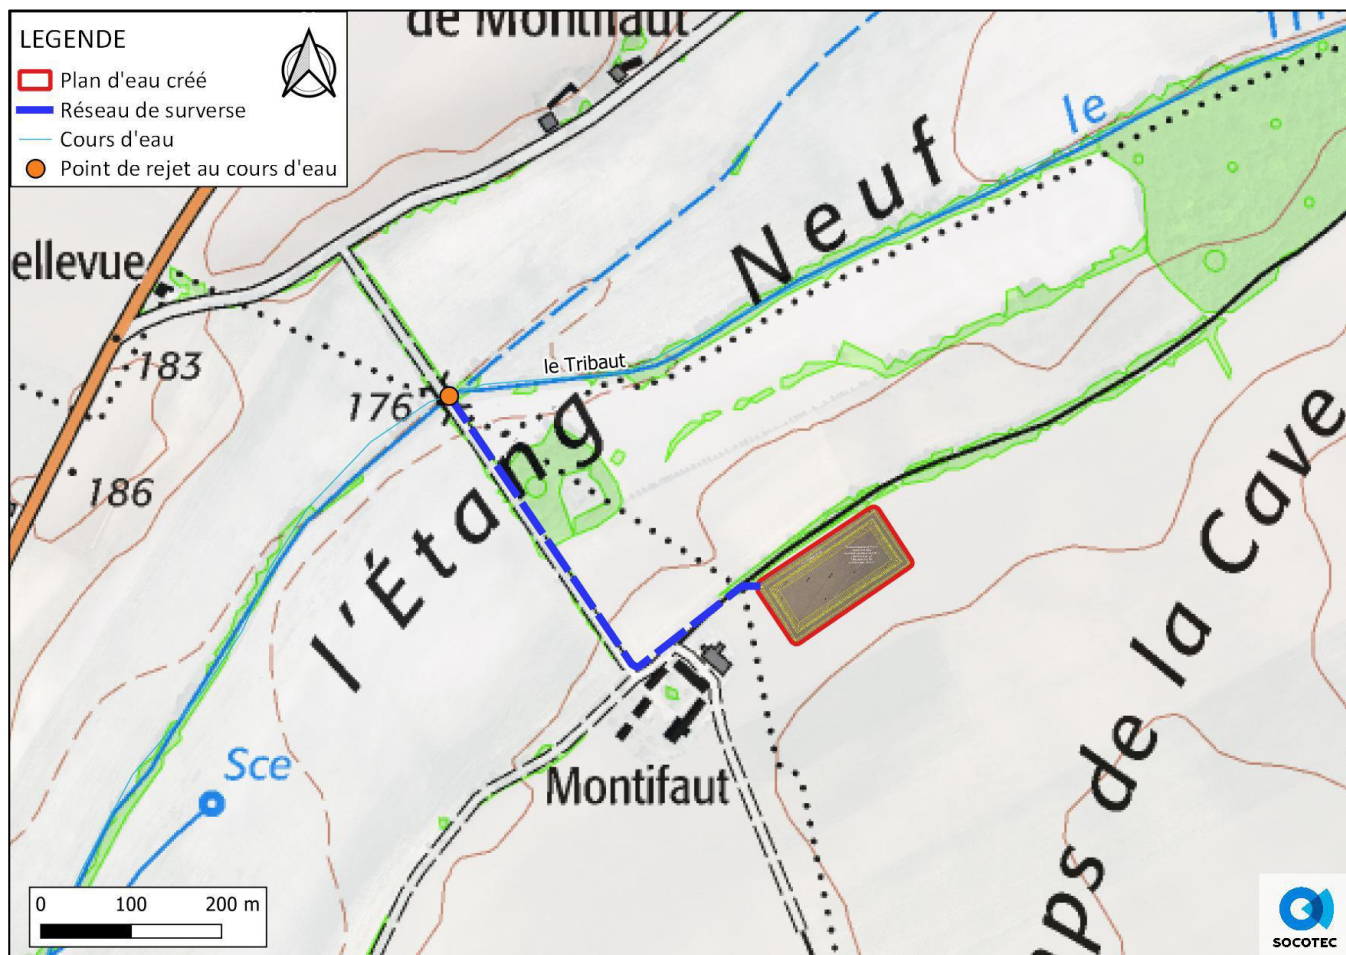 LEGENDE
Plan d'eau créé
Réseau de surverse
Cours d'eau
Point de rejet au cours d'eau
de Montifaut
le
Neuf
ellevue
183
le Tribaut
176
186
l'Étang
la Cave
de
Sce
Montifaut
0 100 200 m
SOCOTEC